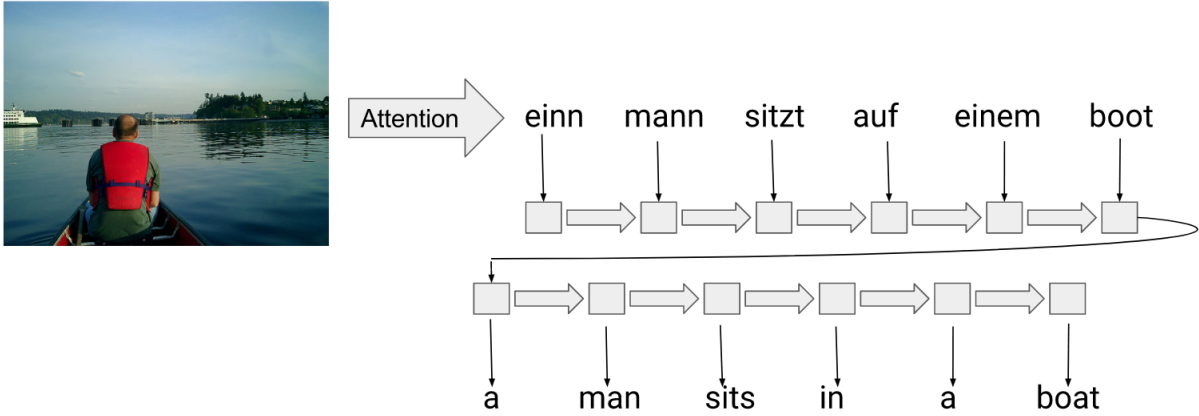 Attention
einn mann sitzt auf einem boot
a man sits in a boat